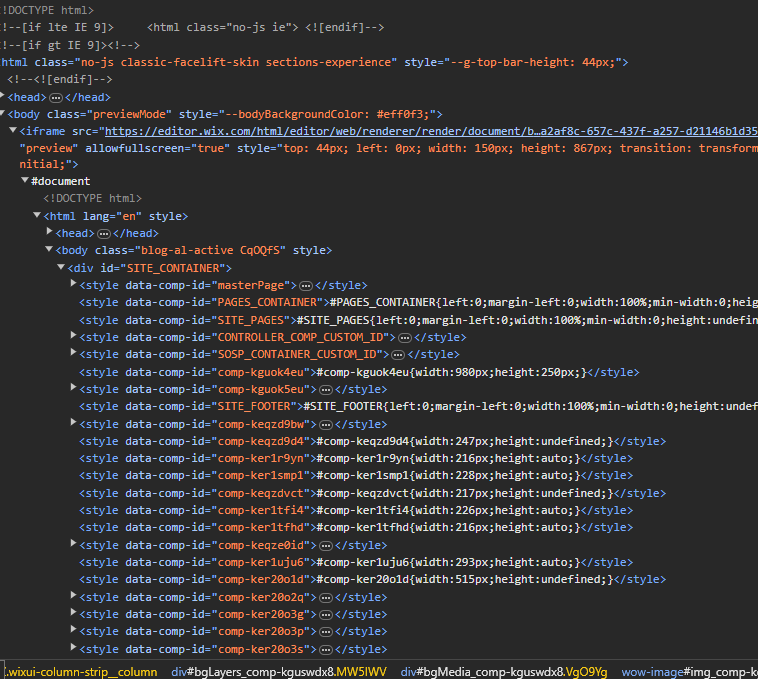 !DOCTYPE html>
!--[if lte IE 9]>     <html class="no-js ie"> <![endif]-->
!--[if gt IE 9]><!-->
html class="no-js classic-facelift-skin sections-experience" style="--g-top-bar-height: 44px;">
<!--<![endif]-->
<head>…</head>
<body class="previewMode" style="--bodyBackgroundColor: #eff0f3;">
<iframe src="https://editor.wix.com/html/editor/web/renderer/render/document/b…a2af8c-657c-437f-a257-d21146b1d35
"preview" allowfullscreen="true" style="top: 44px; left: 0px; width: 150px; height: 867px; transition: transform
nitial;">
#document
<!DOCTYPE html>
<html lang="en" style>
<head>…</head>
<body class="blog-al-active CqOQfS" style>
<div id="SITE_CONTAINER">
<style data-comp-id="masterPage">…</style>
<style data-comp-id="PAGES_CONTAINER">#PAGES_CONTAINER{left:0;margin-left:0;width:100%;min-width:0;heig
<style data-comp-id="SITE_PAGES">#SITE_PAGES{left:0;margin-left:0;width:100%;min-width:0;height:undefin
<style data-comp-id="CONTROLLER_COMP_CUSTOM_ID">…</style>
<style data-comp-id="SOSP_CONTAINER_CUSTOM_ID">…</style>
<style data-comp-id="comp-kguok4eu">#comp-kguok4eu{width:980px;height:250px;}</style>
<style data-comp-id="comp-kguok5eu">…</style>
<style data-comp-id="SITE_FOOTER">#SITE_FOOTER{left:0;margin-left:0;width:100%;min-width:0;height:undef
<style data-comp-id="comp-keqzd9bw">…</style>
<style data-comp-id="comp-keqzd9d4">#comp-keqzd9d4{width:247px;height:undefined;}</style>
<style data-comp-id="comp-ker1r9yn">#comp-ker1r9yn{width:216px;height:auto;}</style>
<style data-comp-id="comp-ker1smp1">#comp-ker1smp1{width:228px;height:auto;}</style>
<style data-comp-id="comp-keqzdvct">#comp-keqzdvct{width:217px;height:undefined;}</style>
<style data-comp-id="comp-ker1tfi4">#comp-ker1tfi4{width:226px;height:auto;}</style>
<style data-comp-id="comp-ker1tfhd">#comp-ker1tfhd{width:216px;height:auto;}</style>
<style data-comp-id="comp-keqze0id">…</style>
<style data-comp-id="comp-ker1uju6">#comp-ker1uju6{width:293px;height:auto;}</style>
<style data-comp-id="comp-ker20o1d">#comp-ker20o1d{width:515px;height:undefined;}</style>
<style data-comp-id="comp-ker20o2q">…</style>
<style data-comp-id="comp-ker20o3g">…</style>
<style data-comp-id="comp-ker20o3p">…</style>
<style data-comp-id="comp-ker20o3s">…</style>
.wixui-column-strip__column  div#bgLayers_comp-kguswdx8.MW5IWV  div#bgMedia_comp-kguswdx8.VgO9Yg  wow-image#img_comp-k